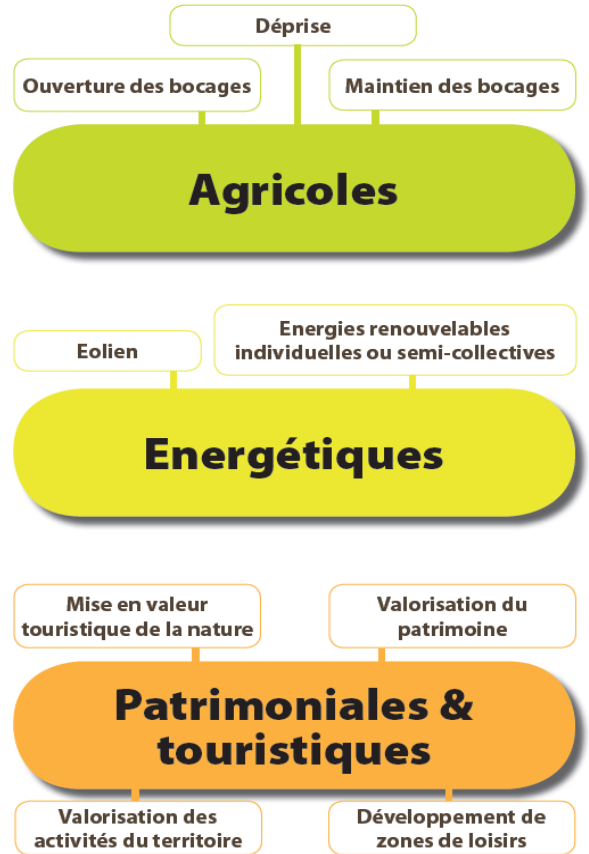 Déprise
Ouverture des bocages
Maintien des bocages
Agricoles
Eolien
Energies renouvelables
individuelles ou semi-collectives
Energétiques
Mise en valeur
touristique de la nature
Valorisation du
patrimoine
Patrimoniales &
touristiques
Valorisation des
activités du territoire
Développement de
zones de loisirs